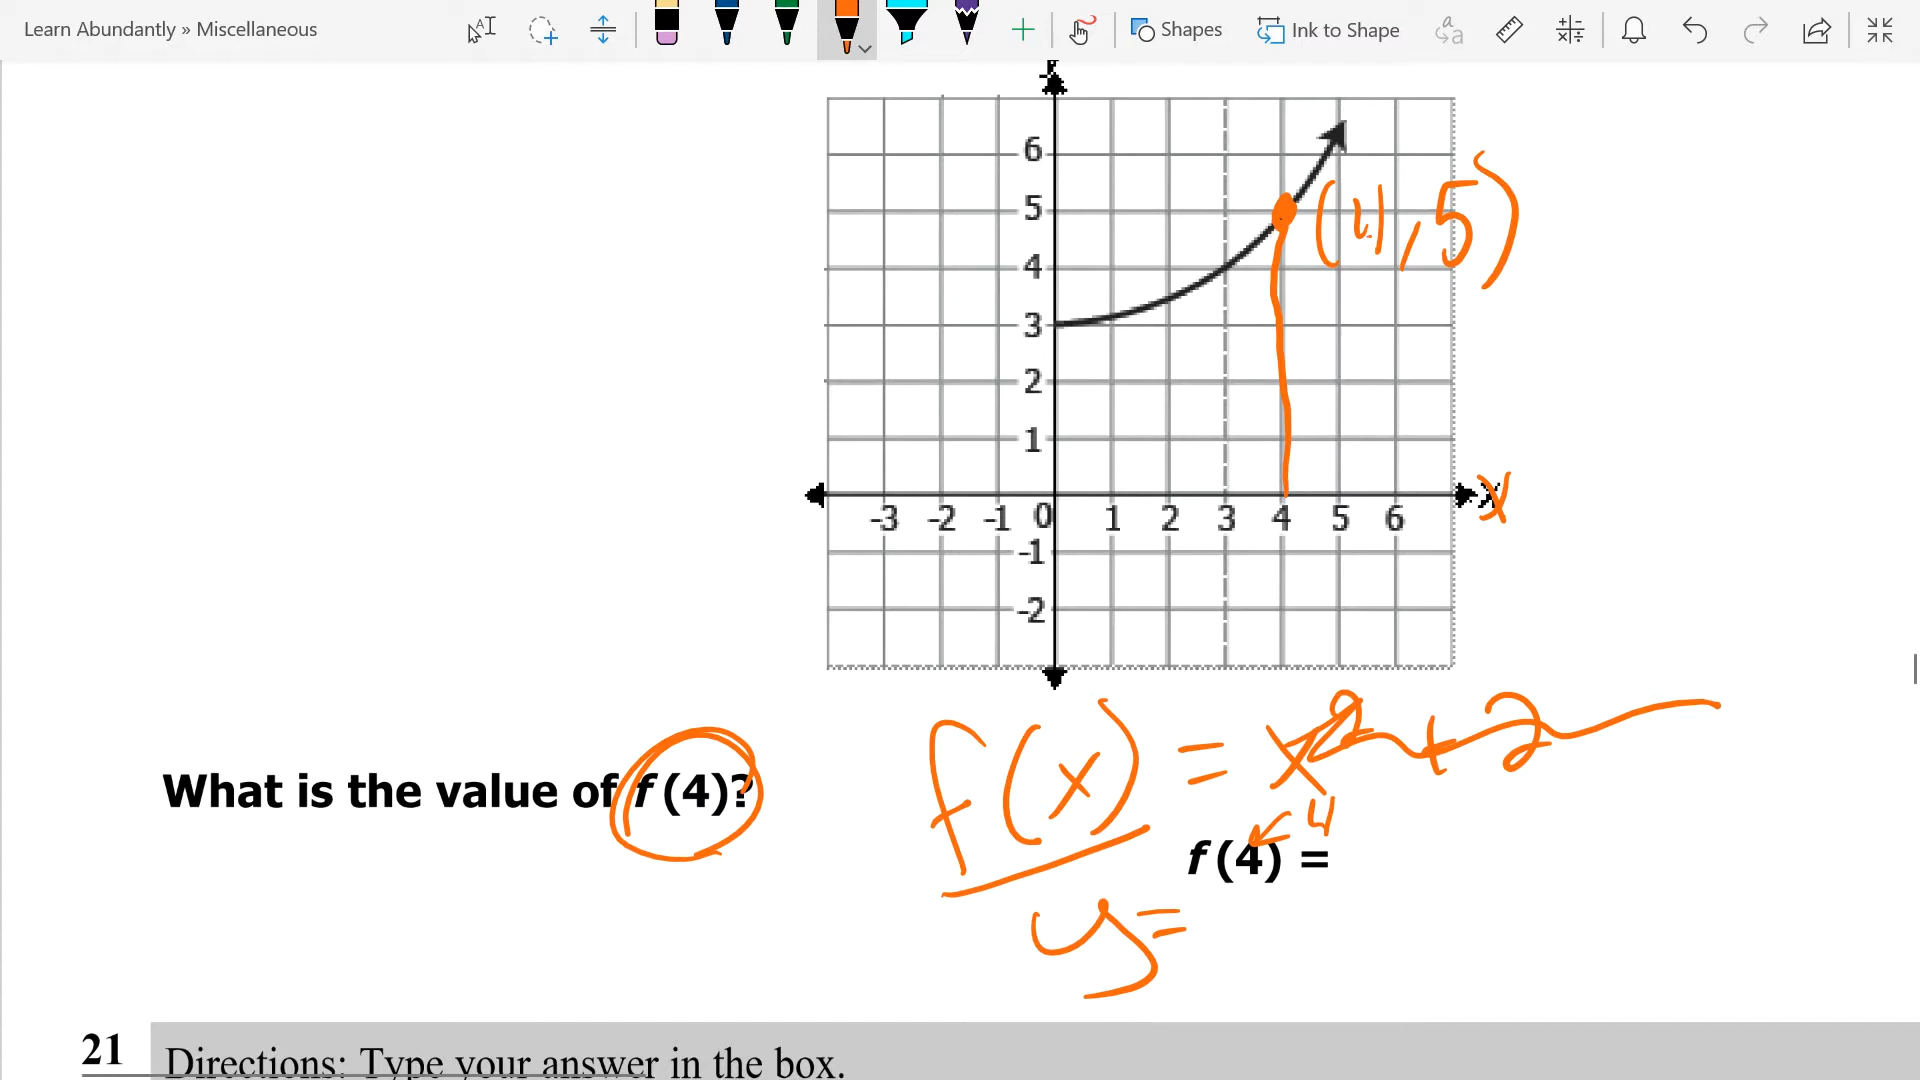 Learn Abundantly » Miscellaneous
Shapes
Ink to Shape
6
5
4
3
2
1
-3 -2 -1 0 1 2 3 4 5 6
-1
-2
(4,5)
x
What is the value of f (4)?
f(x) = x²+2
4
f (4) =
y=
21
Directions: Type your answer in the box.